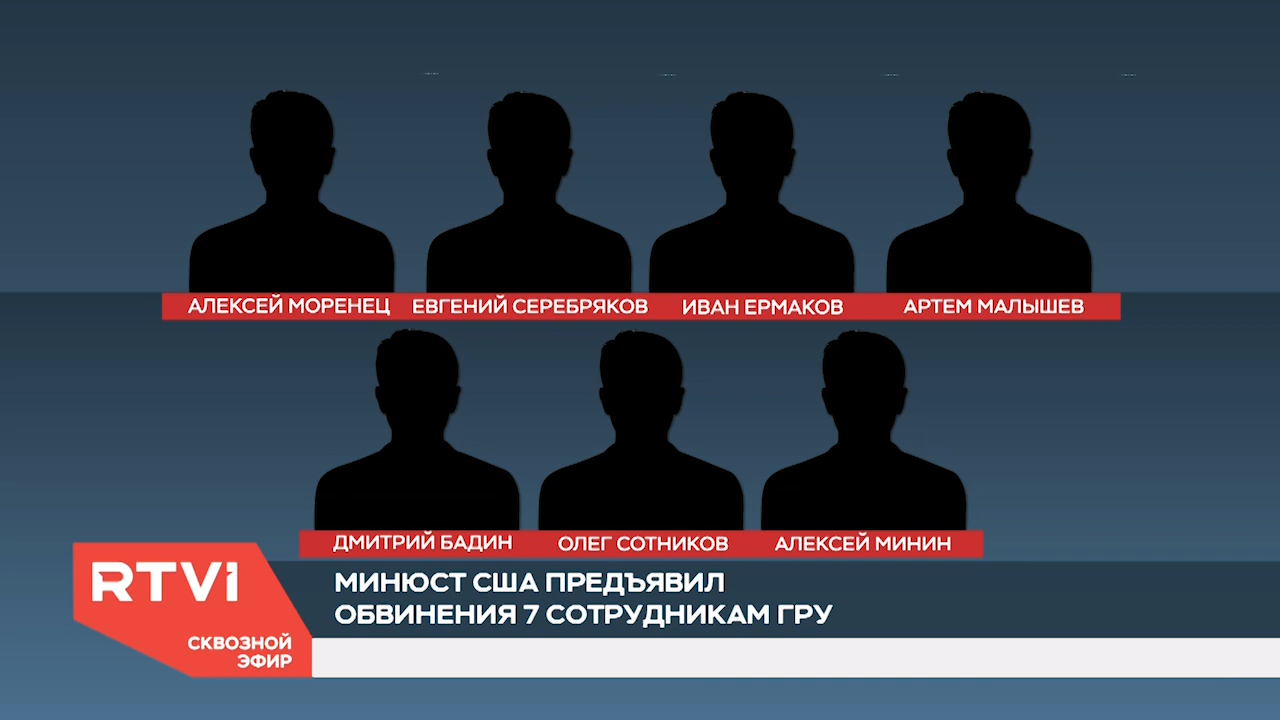 АЛЕКСЕЙ МОРЕНЕЦ ЕВГЕНИЙ СЕРЕБРЯКОВ ИВАН ЕРМАКОВ АРТЕМ МАЛЫШЕВ
ДМИТРИЙ БАДИН ОЛЕГ СОТНИКОВ АЛЕКСЕЙ МИНИН
RTVI
СКВОЗНОЙ
ЭФИР
МИНЮСТ США ПРЕДЪЯВИЛ
ОБВИНЕНИЯ 7 СОТРУДНИКАМ ГРУ